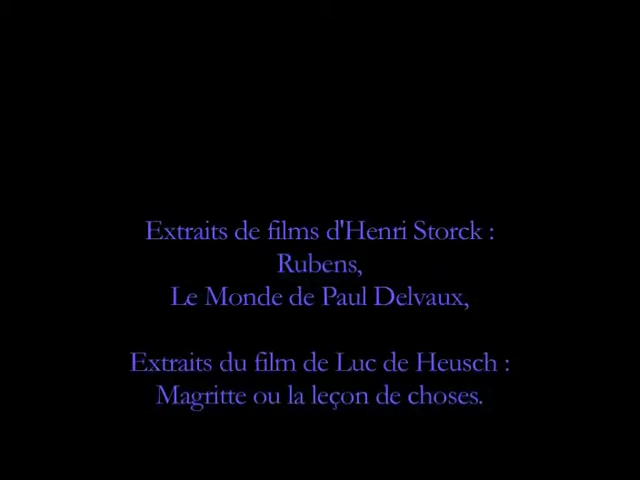 Extraits de films d'Henri Storck :
Rubens,
Le Monde de Paul Delvaux,
Extraits du film de Luc de Heusch :
Magritte ou la leçon de choses.